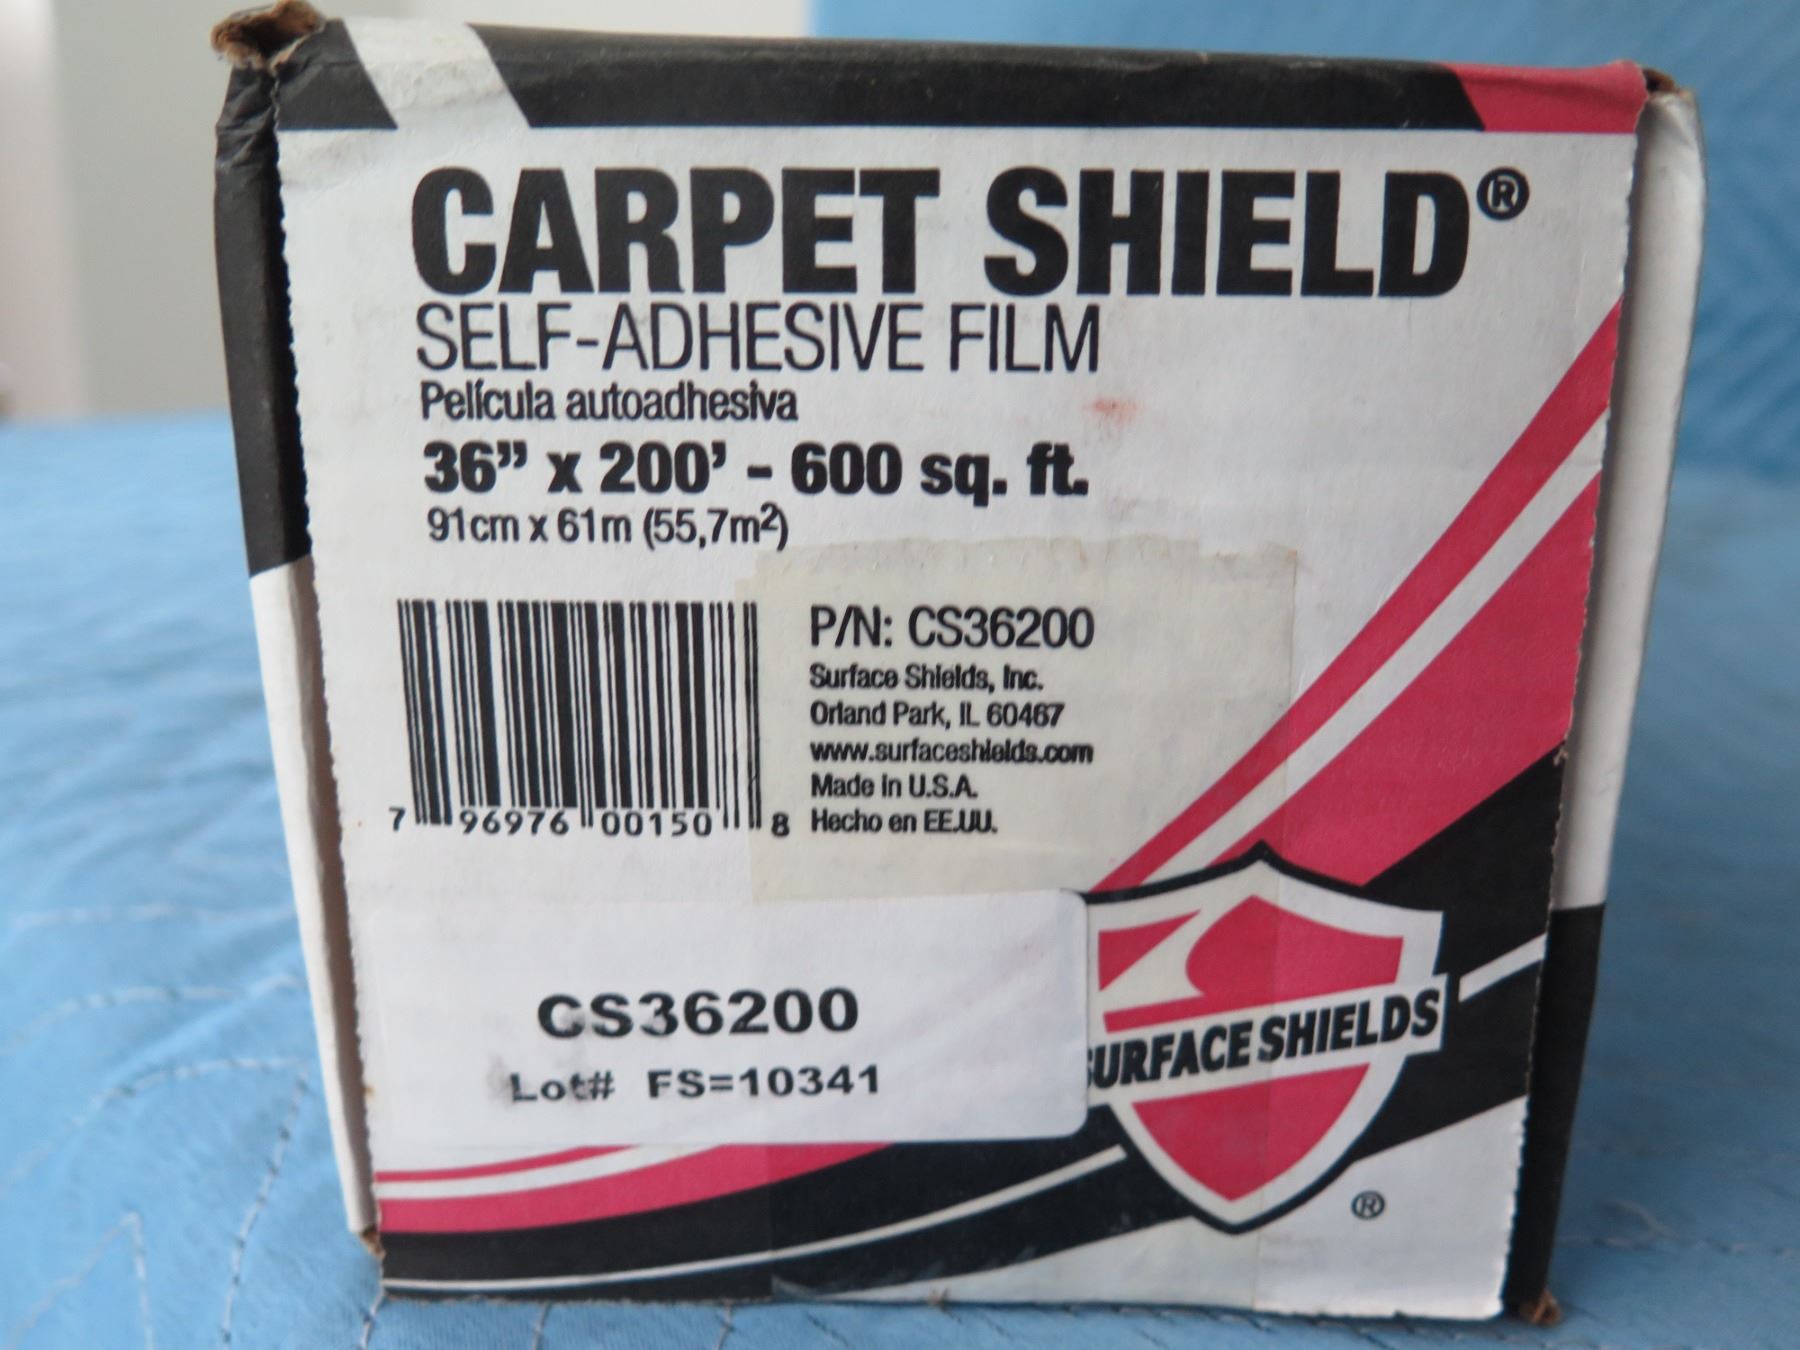 CARPET SHIELD®
SELF-ADHESIVE FILM
Película autoadhesiva
36” x 200’ - 600 sq. ft.
91cm x 61m (55,7m²)
P/N: CS36200
Surface Shields, Inc.
Orland Park, IL 60467
www.surfaceshields.com
Made in U.S.A.
Hecho en EE.UU.
7 96976 00150 8
CS36200
Lot# FS=10341
SURFACE SHIELDS
®